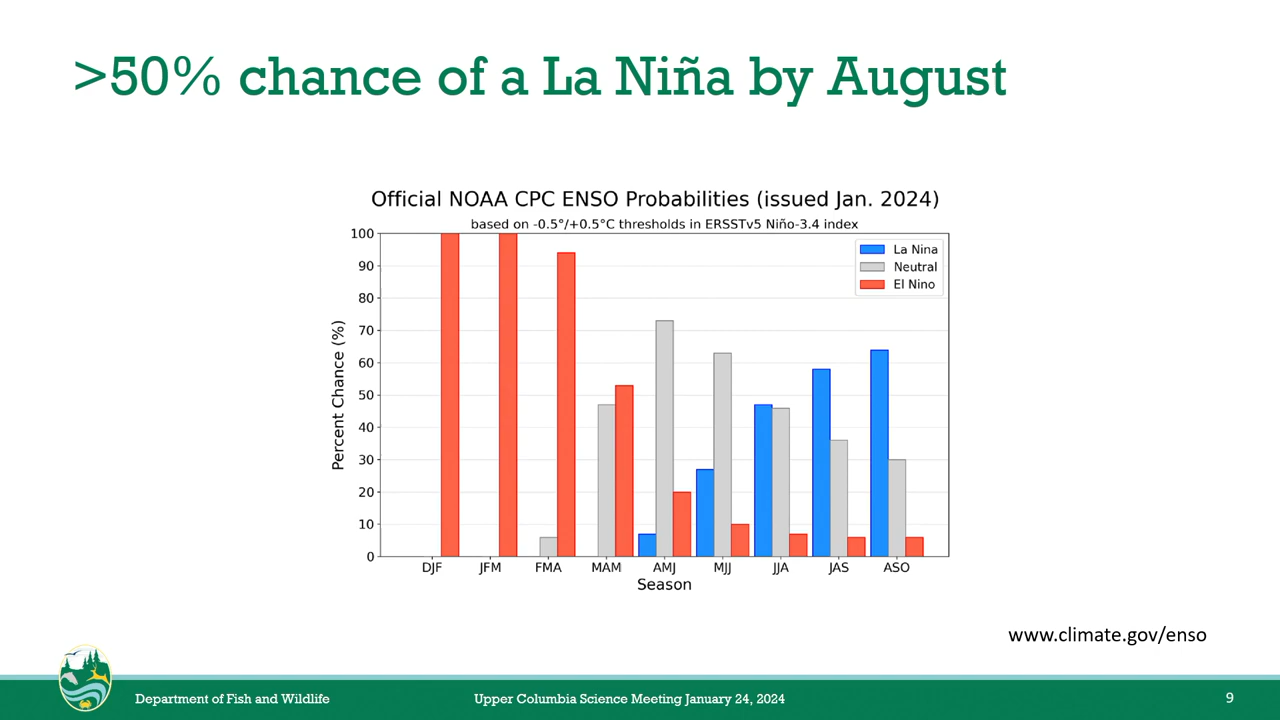 >50% chance of a La Niña by August
Official NOAA CPC ENSO Probabilities (issued Jan. 2024)
based on -0.5°/+0.5°C thresholds in ERSSTv5 Niño-3.4 index
Percent Chance (%)
100
90
80
70
60
50
40
30
20
10
0
La Nina
Neutral
El Nino
DJF JFM FMA MAM AMJ MJJ JJA JAS ASO
Season
www.climate.gov/enso
Department of Fish and Wildlife
Upper Columbia Science Meeting January 24, 2024
9